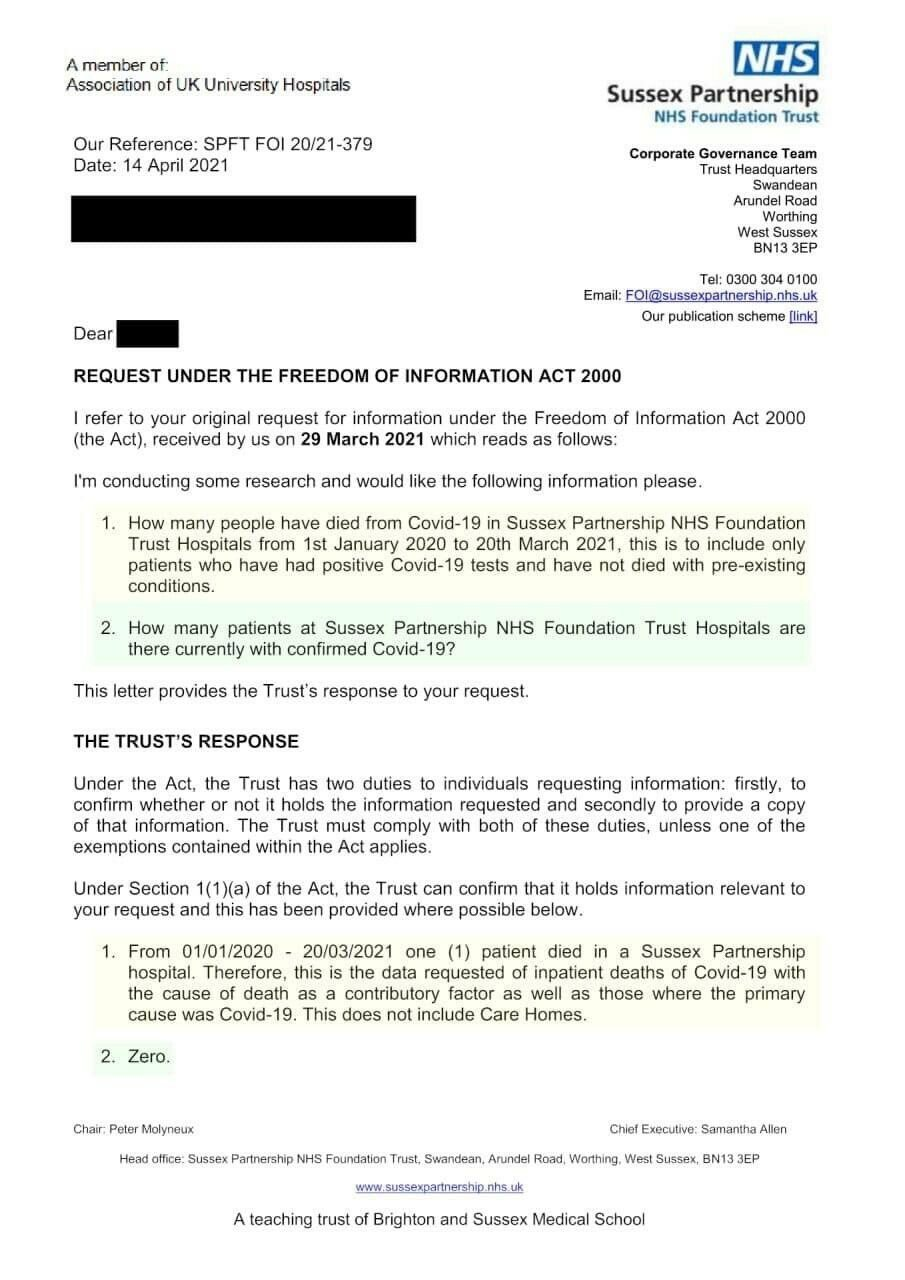 A member of:
Association of UK University Hospitals
NHS
Sussex Partnership
NHS Foundation Trust
Our Reference: SPFT FOI 20/21-379
Date: 14 April 2021
Corporate Governance Team
Trust Headquarters
Swandean
Arundel Road
Worthing
West Sussex
BN13 3EP
Tel: 0300 304 0100
Email: FOI@sussexpartnership.nhs.uk
Our publication scheme [link]
Dear
REQUEST UNDER THE FREEDOM OF INFORMATION ACT 2000
I refer to your original request for information under the Freedom of Information Act 2000
(the Act), received by us on 29 March 2021 which reads as follows:
I'm conducting some research and would like the following information please.
1. How many people have died from Covid-19 in Sussex Partnership NHS Foundation
Trust Hospitals from 1st January 2020 to 20th March 2021, this is to include only
patients who have had positive Covid-19 tests and have not died with pre-existing
conditions.
2. How many patients at Sussex Partnership NHS Foundation Trust Hospitals are
there currently with confirmed Covid-19?
This letter provides the Trust's response to your request.
THE TRUST'S RESPONSE
Under the Act, the Trust has two duties to individuals requesting information: firstly, to
confirm whether or not it holds the information requested and secondly to provide a copy
of that information. The Trust must comply with both of these duties, unless one of the
exemptions contained within the Act applies.
Under Section 1(1)(a) of the Act, the Trust can confirm that it holds information relevant to
your request and this has been provided where possible below.
1. From 01/01/2020 - 20/03/2021 one (1) patient died in a Sussex Partnership
hospital. Therefore, this is the data requested of inpatient deaths of Covid-19 with
the cause of death as a contributory factor as well as those where the primary
cause was Covid-19. This does not include Care Homes.
2. Zero.
Chair: Peter Molyneux
Chief Executive: Samantha Allen
Head office: Sussex Partnership NHS Foundation Trust, Swandean, Arundel Road, Worthing, West Sussex, BN13 3EP
www.sussexpartnership.nhs.uk
A teaching trust of Brighton and Sussex Medical School